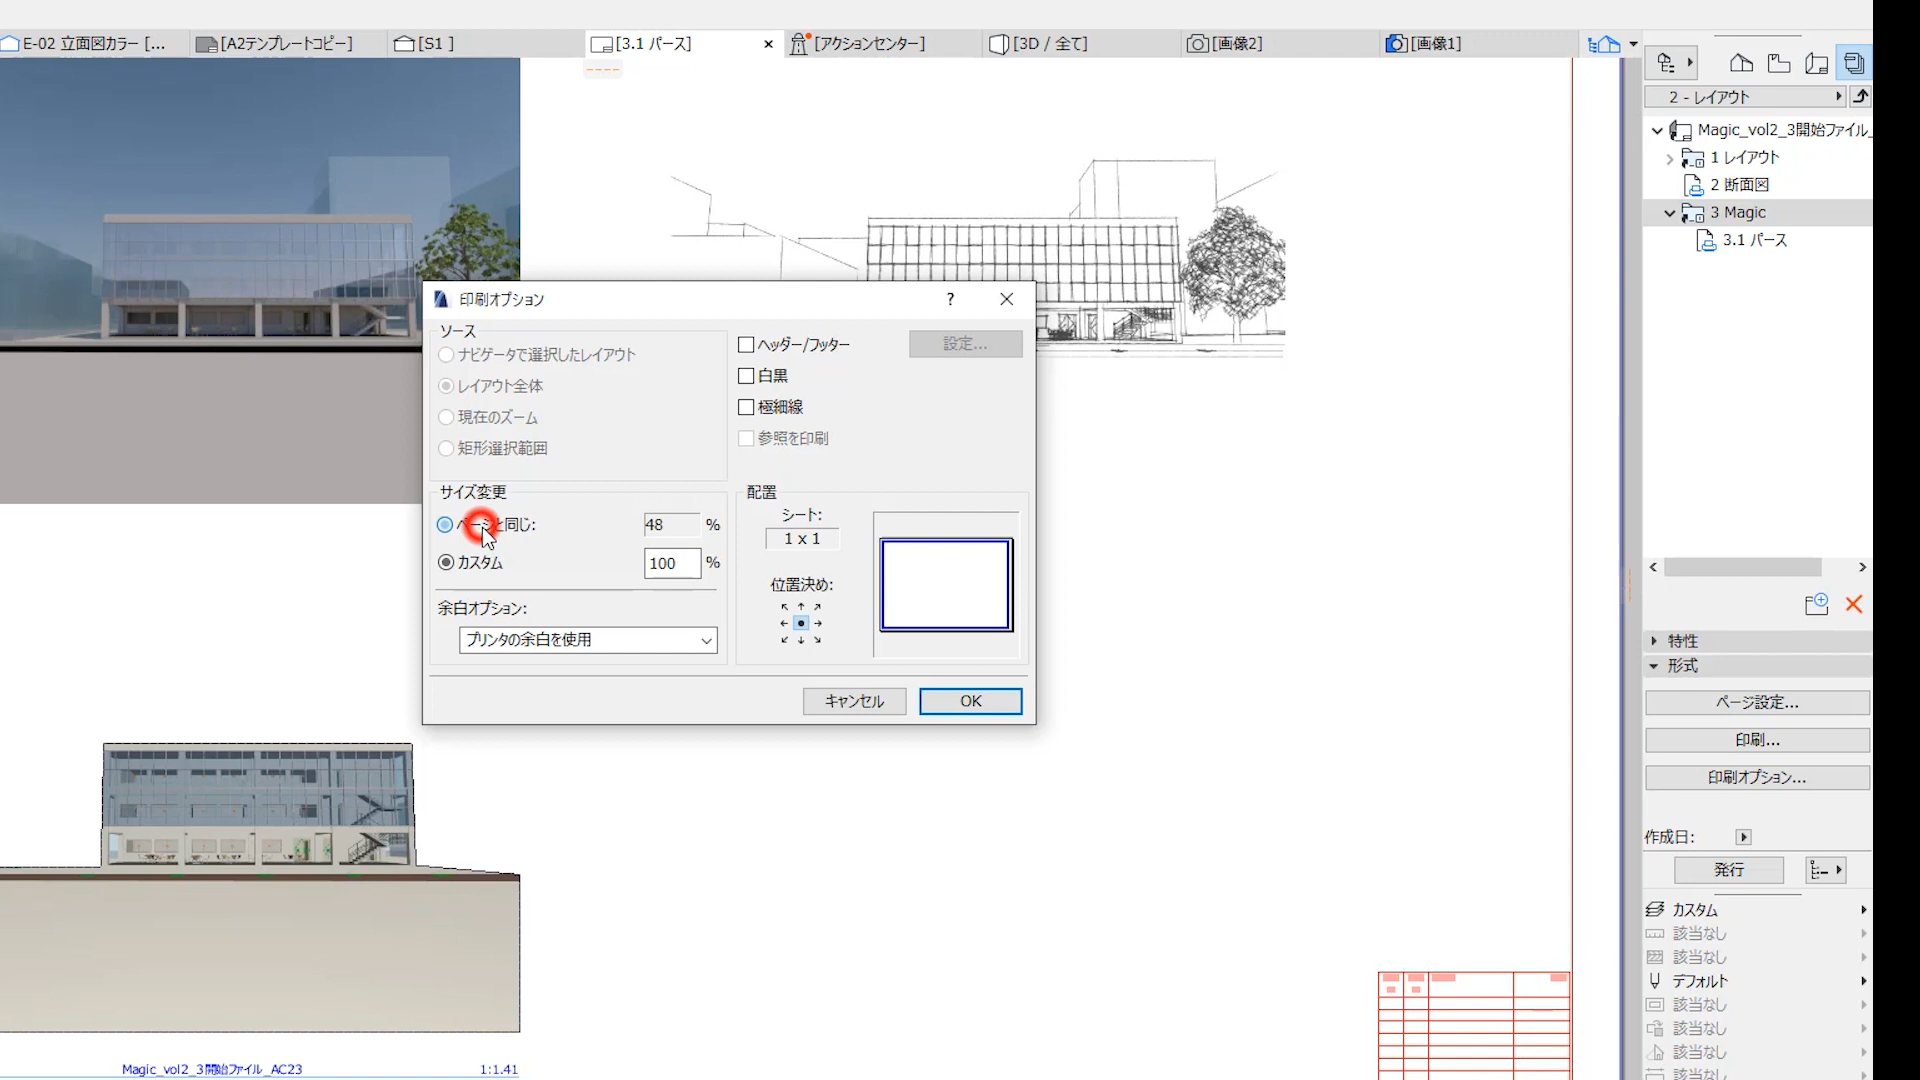 E-02 立面図カラー [...
[A2テンプレートコピー]
[S1 ]
[3.1 パース]
[アクションセンター]
[3D / 全て]
[画像2]
[画像1]
2 - レイアウト
Magic_vol2_3開始ファイル_
1 レイアウト
2 断面図
3 Magic
3.1 パース
印刷オプション
?
ソース
ナビゲータで選択したレイアウト
レイアウト全体
現在のズーム
矩形選択範囲
ヘッダー/フッター
設定...
白黒
極細線
参照を印刷
サイズ変更
ページと同じ:
48 %
カスタム
100 %
余白オプション:
プリンタの余白を使用
配置
シート:
1 x 1
位置決め:
キャンセル
OK
特性
形式
ページ設定...
印刷...
印刷オプション...
作成日:
発行
カスタム
該当なし
該当なし
デフォルト
該当なし
該当なし
該当なし
該当なし
Magic_vol2_3開始ファイル_AC23
1:1.41